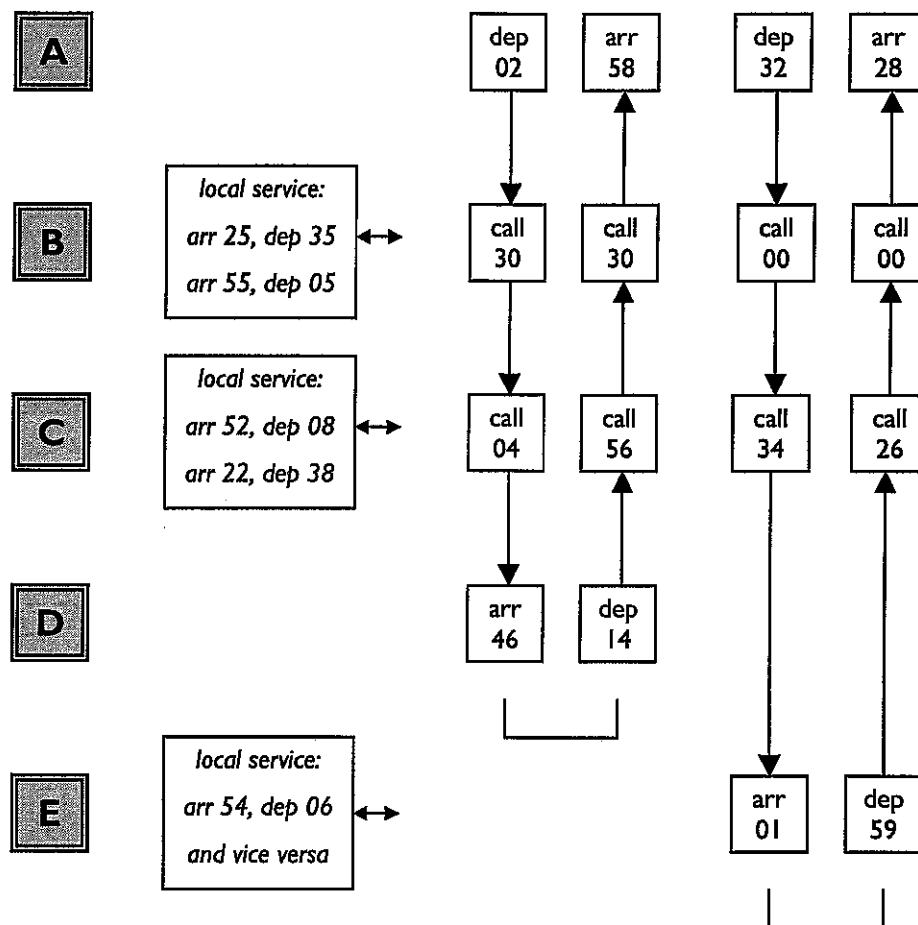 A
dep
02
arr
58
dep
32
arr
28
B
local service:
arr 25, dep 35
arr 55, dep 05
call
30
call
30
call
00
call
00
C
local service:
arr 52, dep 08
arr 22, dep 38
call
04
call
56
call
34
call
26
D
arr
46
dep
14
E
local service:
arr 54, dep 06
and vice versa
arr
01
dep
59